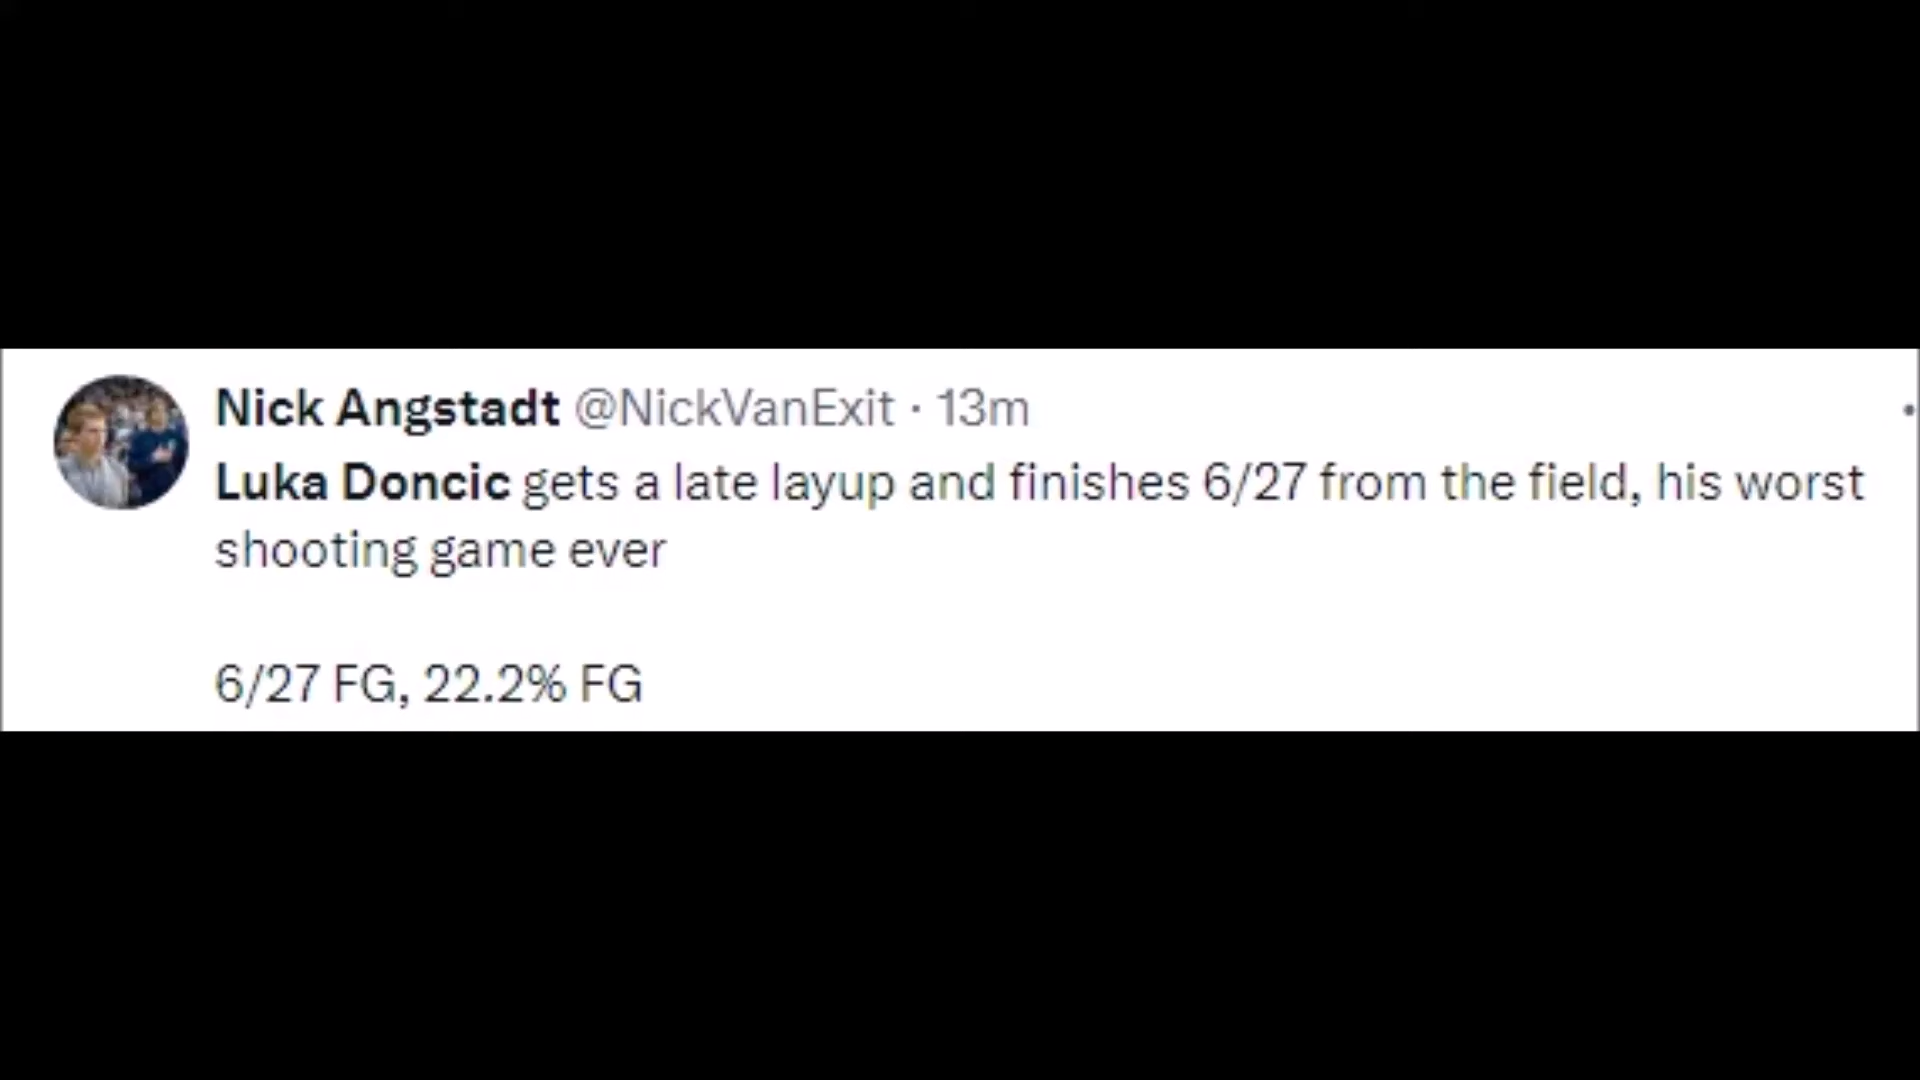 Nick Angstadt @NickVanExit · 13m
Luka Doncic gets a late layup and finishes 6/27 from the field, his worst
shooting game ever
6/27 FG, 22.2% FG